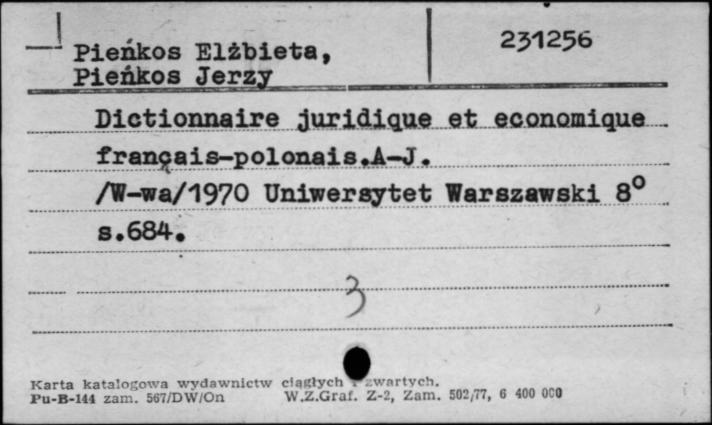 231256
Pieńkos Elżbieta,
Pieńkos Jerzy
Dictionnaire juridique et economique
français-polonais.A-J.
/W-wa/1970 Uniwersytet Warszawski 8°
s.684.
3
Karta katalogowa wydawnictw ciągłych i zwartych.
Pu-B-144 zam. 567/DW/On W.Z.Graf. Z-2, Zam. 502/77, 6 400 000